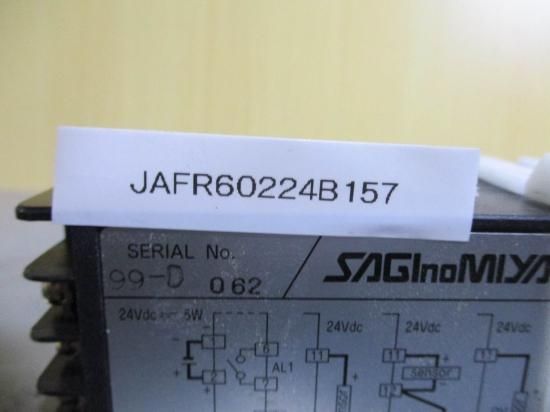 JAFR60224B157
SERIAL No.
99-D 062
SAGInoMIYA
24Vdc 5W 24Vdc 24Vdc 24Vdc
1 6 11 11 11
AL1 sensor
2 7 12